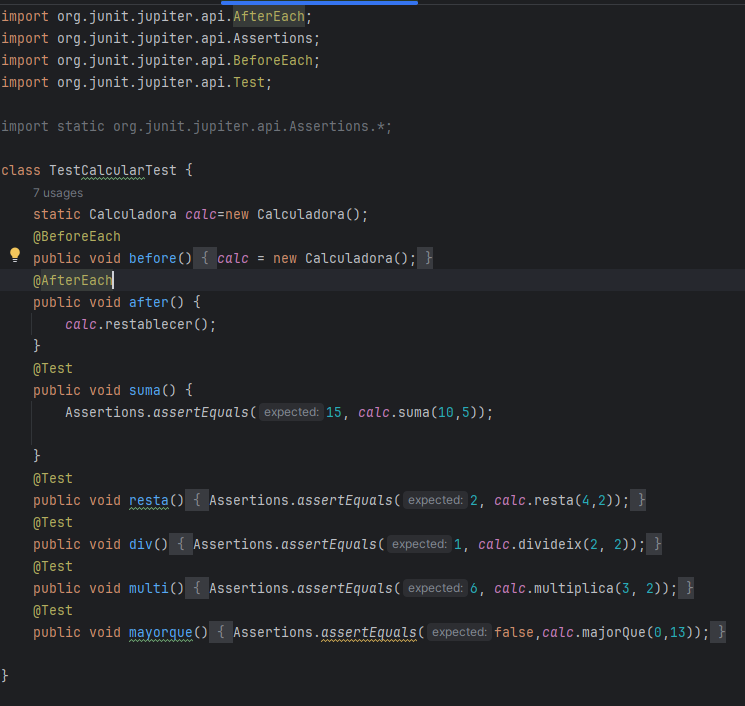 import org.junit.jupiter.api.AfterEach;
import org.junit.jupiter.api.Assertions;
import org.junit.jupiter.api.BeforeEach;
import org.junit.jupiter.api.Test;
import static org.junit.jupiter.api.Assertions.*;
class TestCalcularTest {
7 usages
static Calculadora calc=new Calculadora();
@BeforeEach
public void before() { calc = new Calculadora(); }
@AfterEach
public void after() {
calc.restablecer();
}
@Test
public void suma() {
Assertions.assertEquals( expected: 15, calc.suma(10,5));
}
@Test
public void resta() { Assertions.assertEquals( expected: 2, calc.resta(4,2)); }
@Test
public void div() { Assertions.assertEquals( expected: 1, calc.divideix(2, 2)); }
@Test
public void multi() { Assertions.assertEquals( expected: 6, calc.multiplica(3, 2)); }
@Test
public void mayorque() { Assertions.assertEquals( expected: false,calc.majorQue(0,13)); }
}